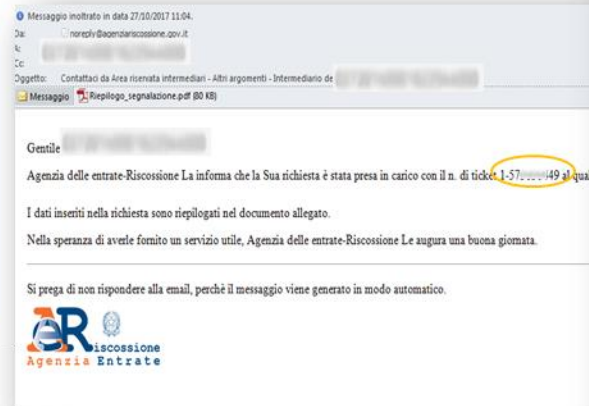 Messaggio inoltrato in data 27/10/2017 11:04.
Da: noreply@agenziariscossione.gov.it
A:
Cc:
Oggetto: Contattaci da Area riservata intermediari - Altri argomenti - Intermediario de
Messaggio Riepilogo_segnalazione.pdf (80 KB)
Gentile
Agenzia delle entrate-Riscossione La informa che la Sua richiesta è stata presa in carico con il n. di ticket 1-57 49 al qual
I dati inseriti nella richiesta sono riepilogati nel documento allegato.
Nella speranza di averle fornito un servizio utile, Agenzia delle entrate-Riscossione Le augura una buona giornata.
Si prega di non rispondere alla email, perchè il messaggio viene generato in modo automatico.
AeR iscossione
Agenzia Entrate